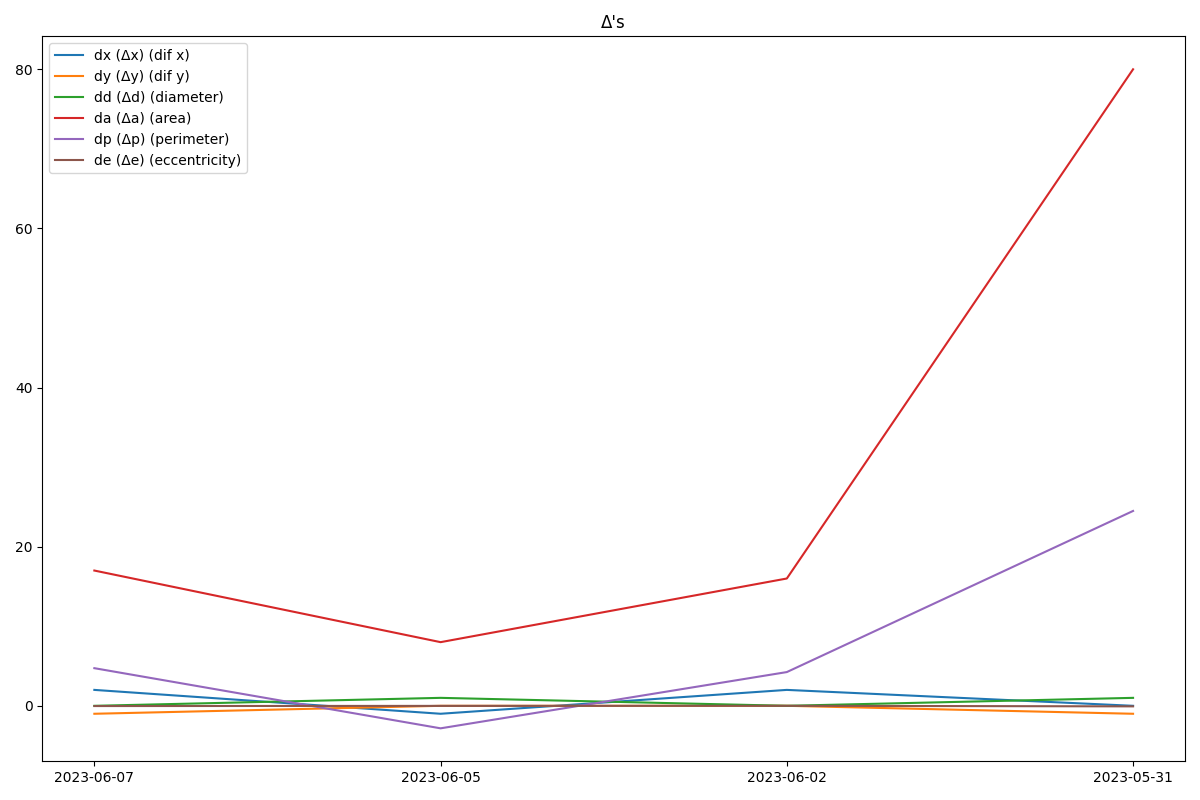 Δ's
dx (Δx) (dif x)
dy (Δy) (dif y)
dd (Δd) (diameter)
da (Δa) (area)
dp (Δp) (perimeter)
de (Δe) (eccentricity)
80
60
40
20
0
2023-06-07
2023-06-05
2023-06-02
2023-05-31